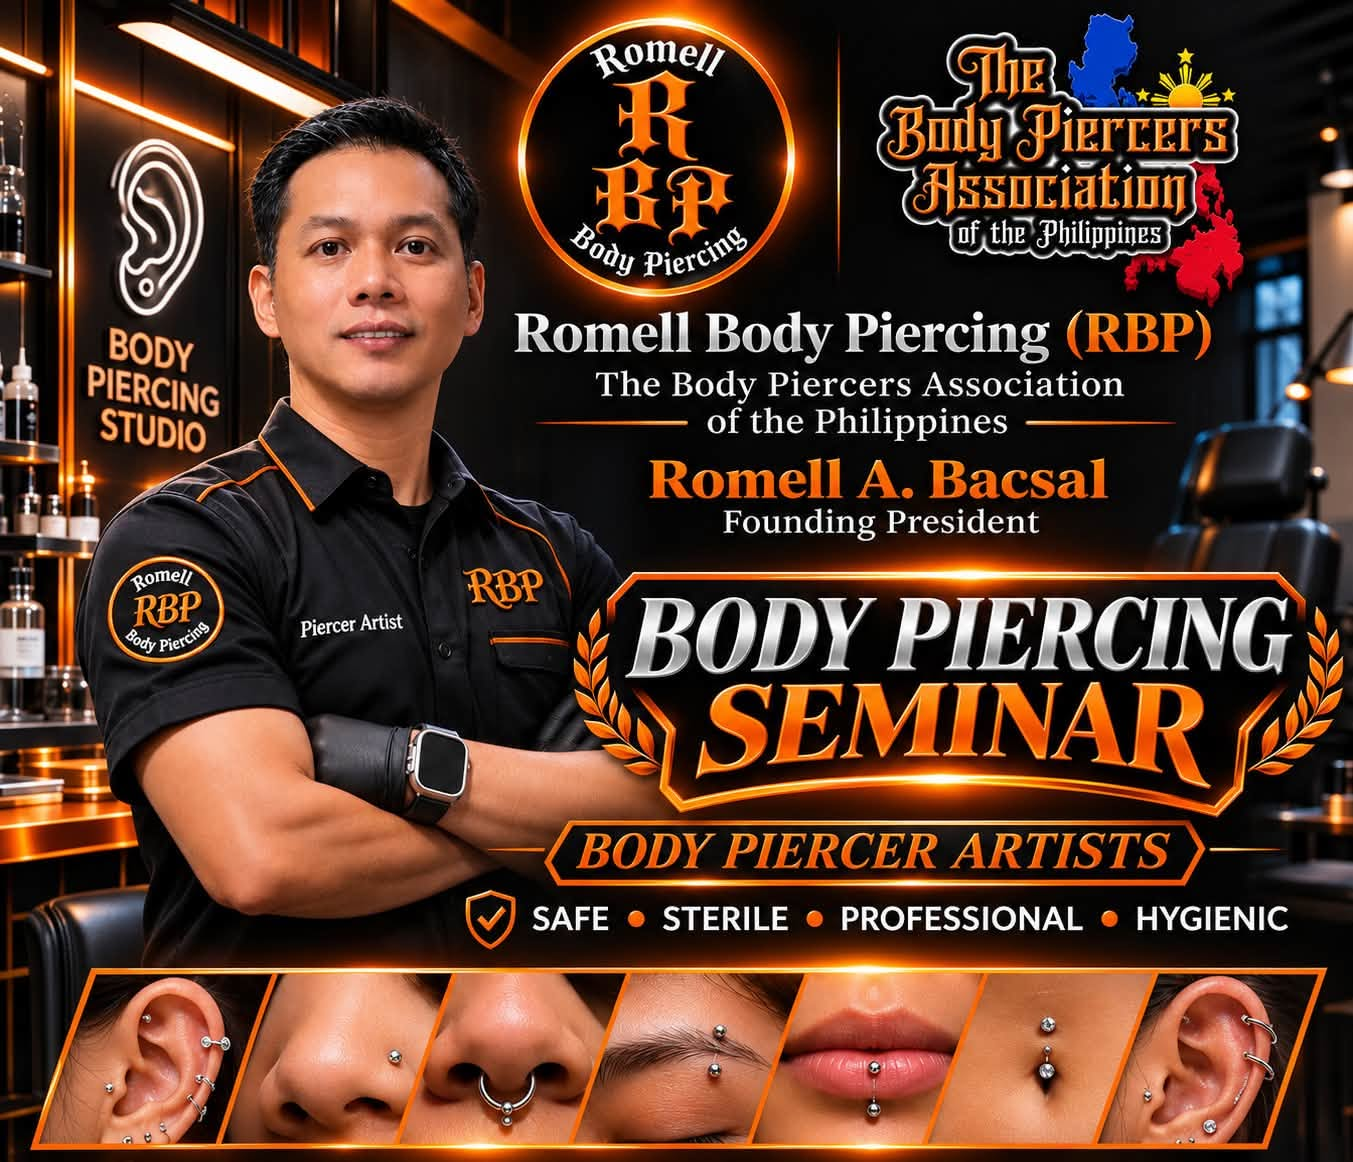 Romell
R
BP
Body Piercing
The
Body Piercers
Association
of the Philippines
BODY
PIERCING
STUDIO
Romell Body Piercing (RBP)
The Body Piercers Association
of the Philippines
Romell A. Bacsal
Founding President
Romell
RBP
Body Piercing
Piercer Artist
RBP
BODY PIERCING
SEMINAR
BODY PIERCER ARTISTS
SAFE • STERILE • PROFESSIONAL • HYGIENIC